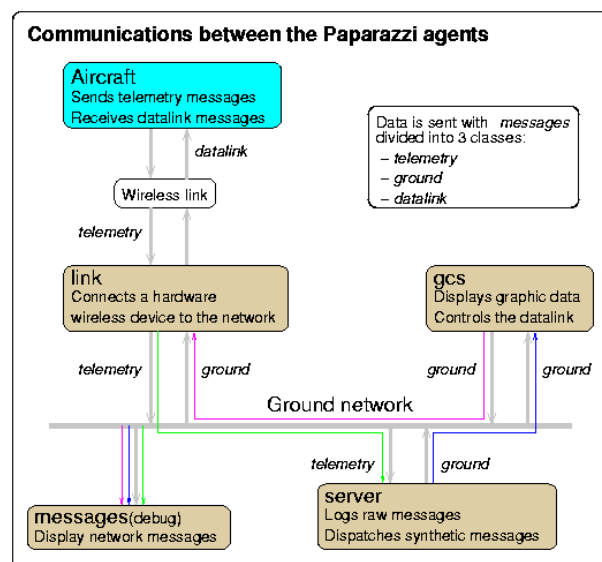 Communications between the Paparazzi agents
Aircraft
Sends telemetry messages
Receives datalink messages
Data is sent with messages
divided into 3 classes:
– telemetry
– ground
– datalink
datalink
Wireless link
telemetry
link
Connects a hardware
wireless device to the network
gcs
Displays graphic data
Controls the datalink
telemetry
ground
ground
ground
Ground network
telemetry
ground
messages(debug)
Display network messages
server
Logs raw messages
Dispatches synthetic messages